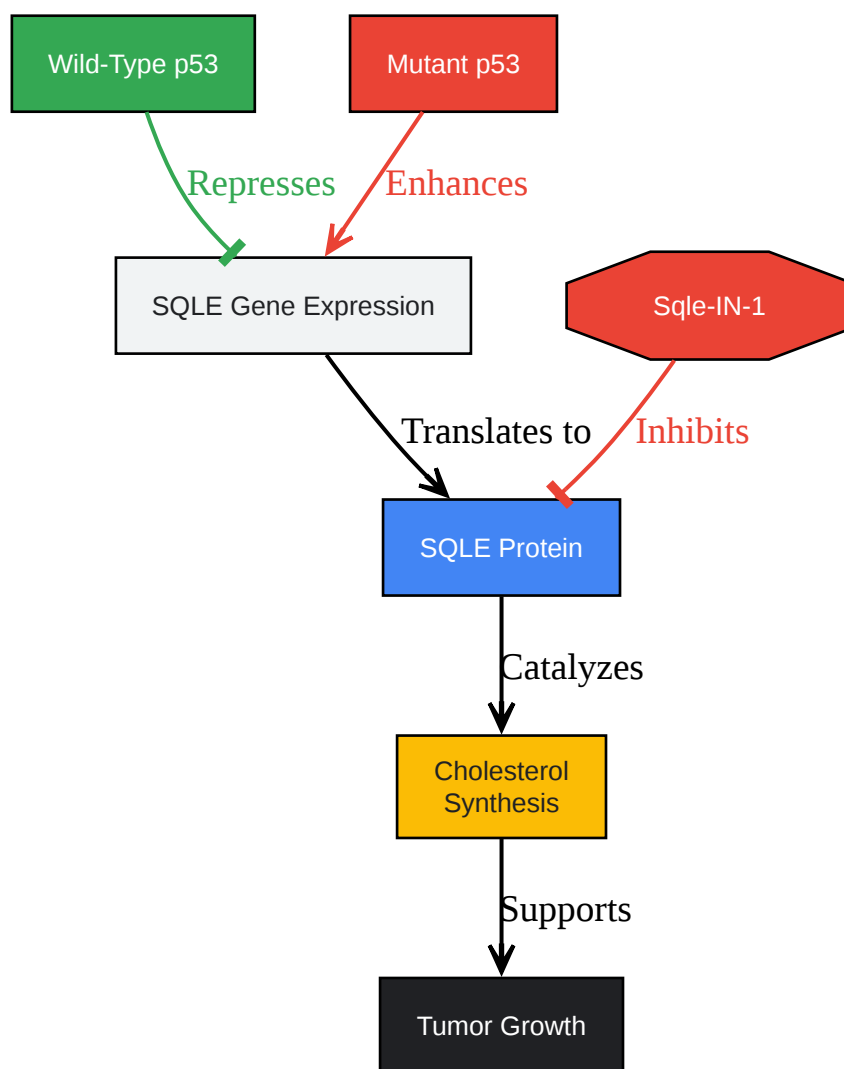 Wild-Type p53
Mutant p53
Represses
Enhances
SQLE Gene Expression
Sqle-IN-1
Translates to
Inhibits
SQLE Protein
Catalyzes
Cholesterol
Synthesis
Supports
Tumor Growth